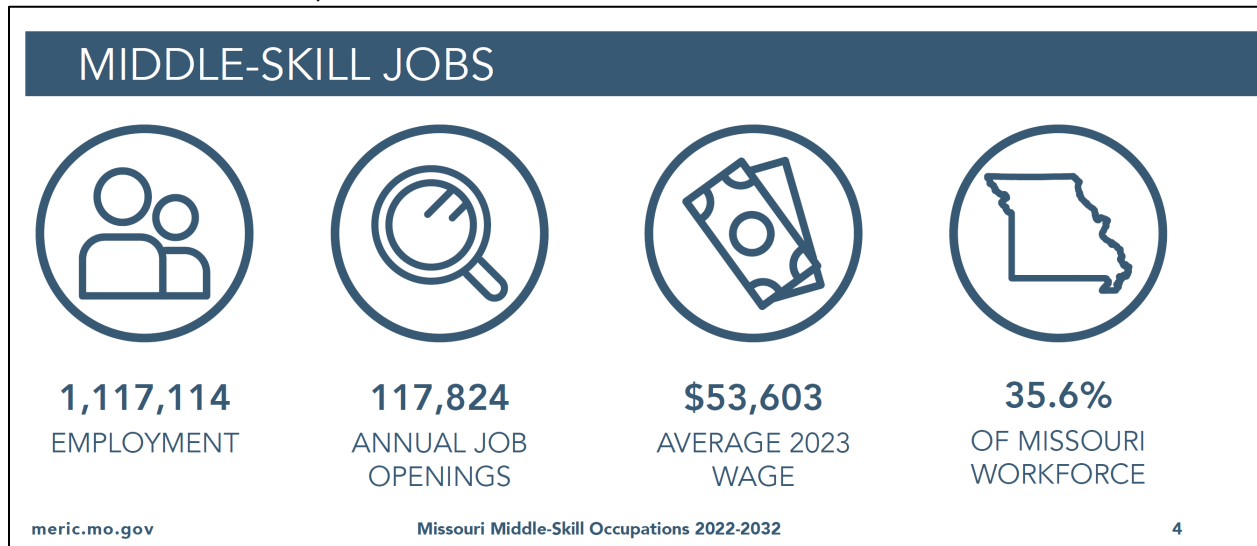 MIDDLE-SKILL JOBS
1,117,114
EMPLOYMENT
117,824
ANNUAL JOB
OPENINGS
$53,603
AVERAGE 2023
WAGE
35.6%
OF MISSOURI
WORKFORCE
meric.mo.gov
Missouri Middle-Skill Occupations 2022-2032
4